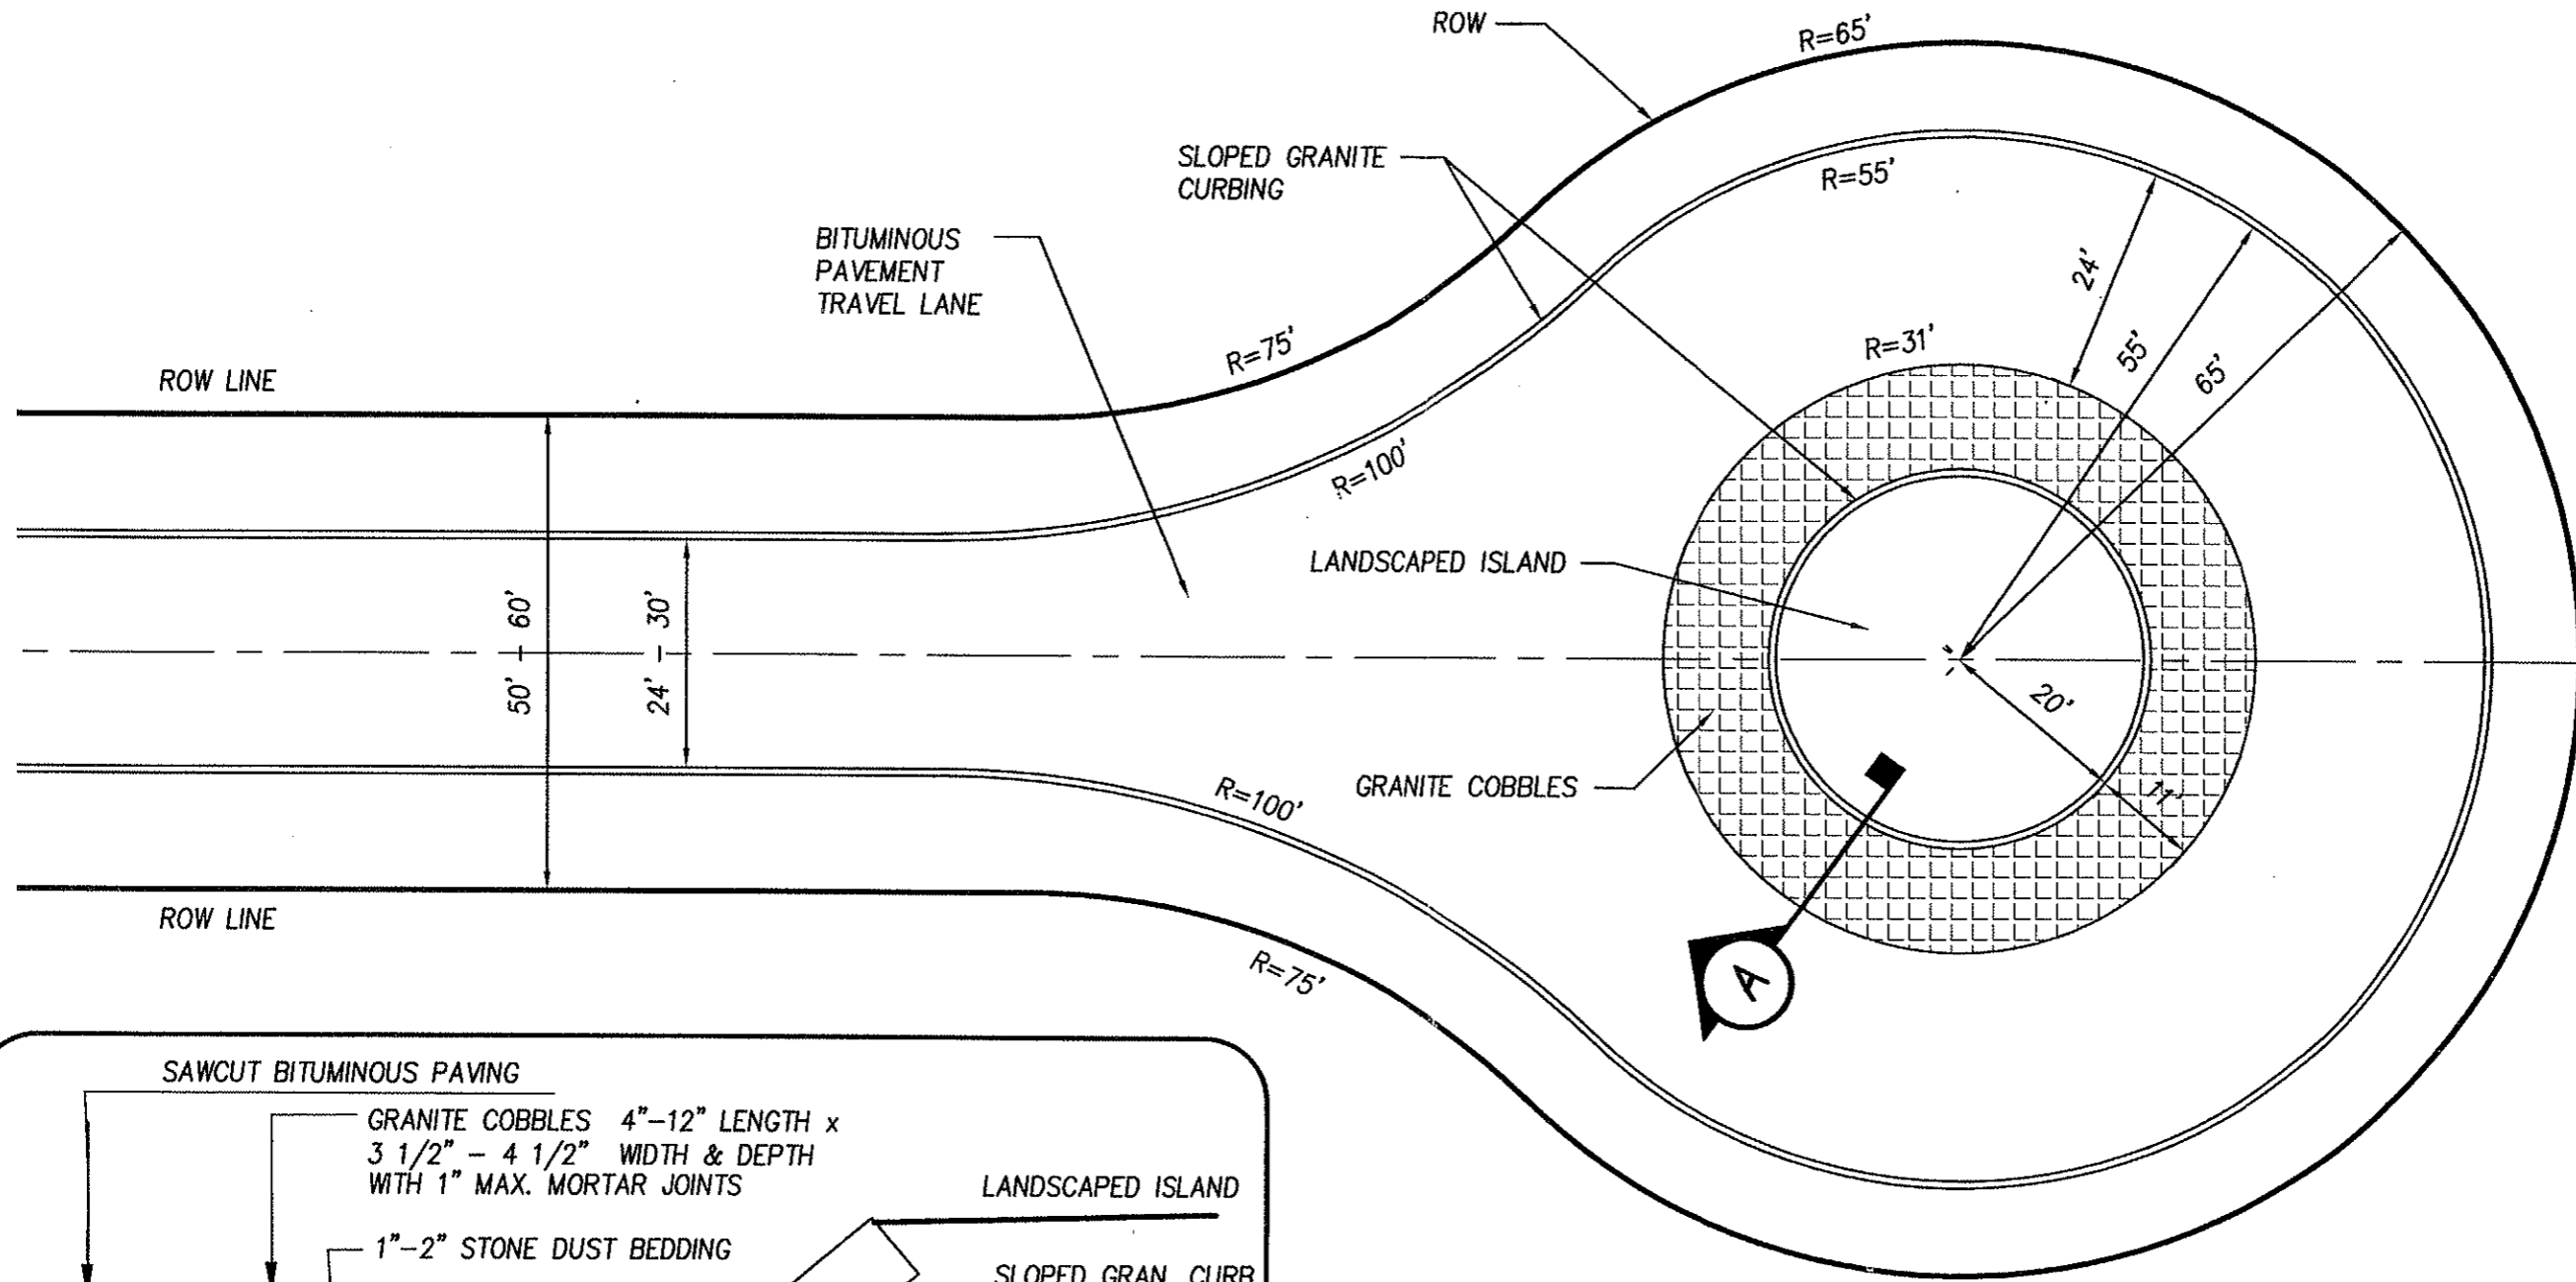 ROW
R=65'
SLOPED GRANITE
CURBING
R=55'
BITUMINOUS
PAVEMENT
TRAVEL LANE
24'
55'
65'
R=75'
R=31'
ROW LINE
R=100'
LANDSCAPED ISLAND
50' - 60'
24' - 30'
20'
11'
GRANITE COBBLES
R=100'
ROW LINE
R=75'
A
SAWCUT BITUMINOUS PAVING
GRANITE COBBLES 4"-12" LENGTH x
3 1/2" - 4 1/2" WIDTH & DEPTH
WITH 1" MAX. MORTAR JOINTS
LANDSCAPED ISLAND
1"-2" STONE DUST BEDDING
SLOPED GRAN. CURB